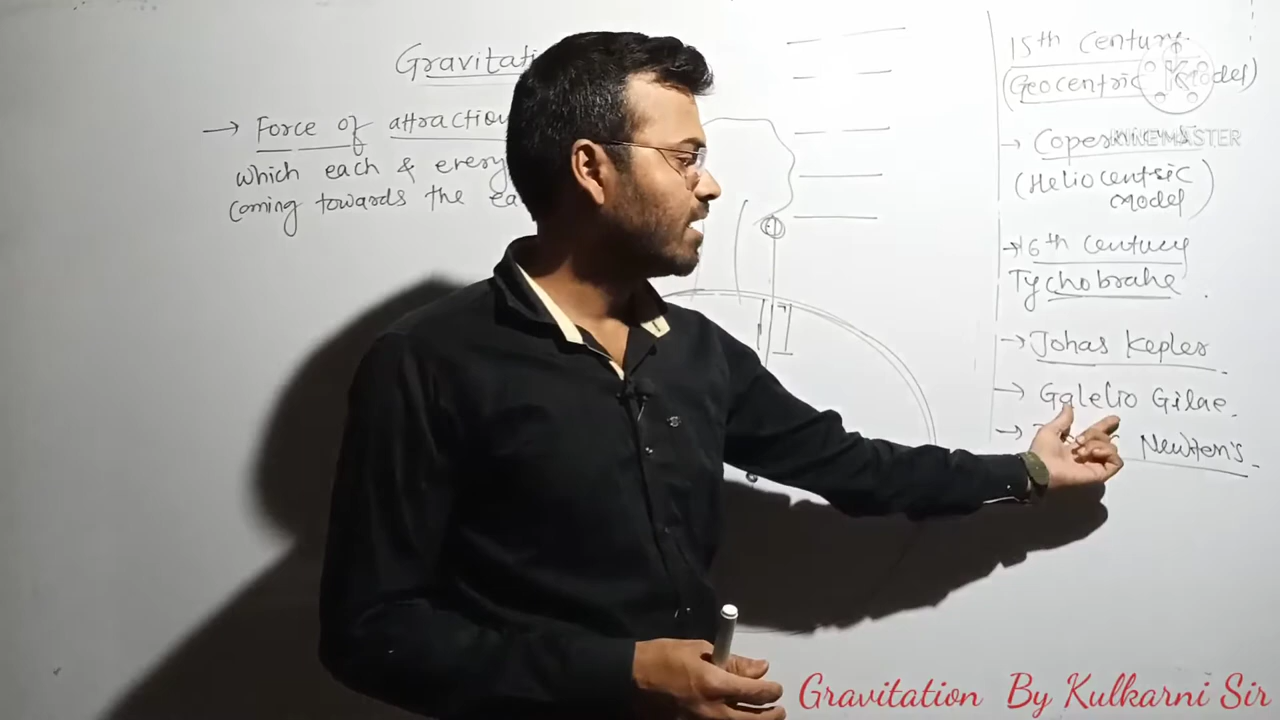 Gravitati
→ Force of attraction
which each & every
coming towards the ea
15th Century
(Geocentric Model)
→ Copernicus
(Heliocentric
Model)
→ 16th Century
Tychobrahe.
→ Johas Kepler.
→ Galelio Gilae.
→ Newton's.
KINEMASTER
Gravitation By Kulkarni Sir